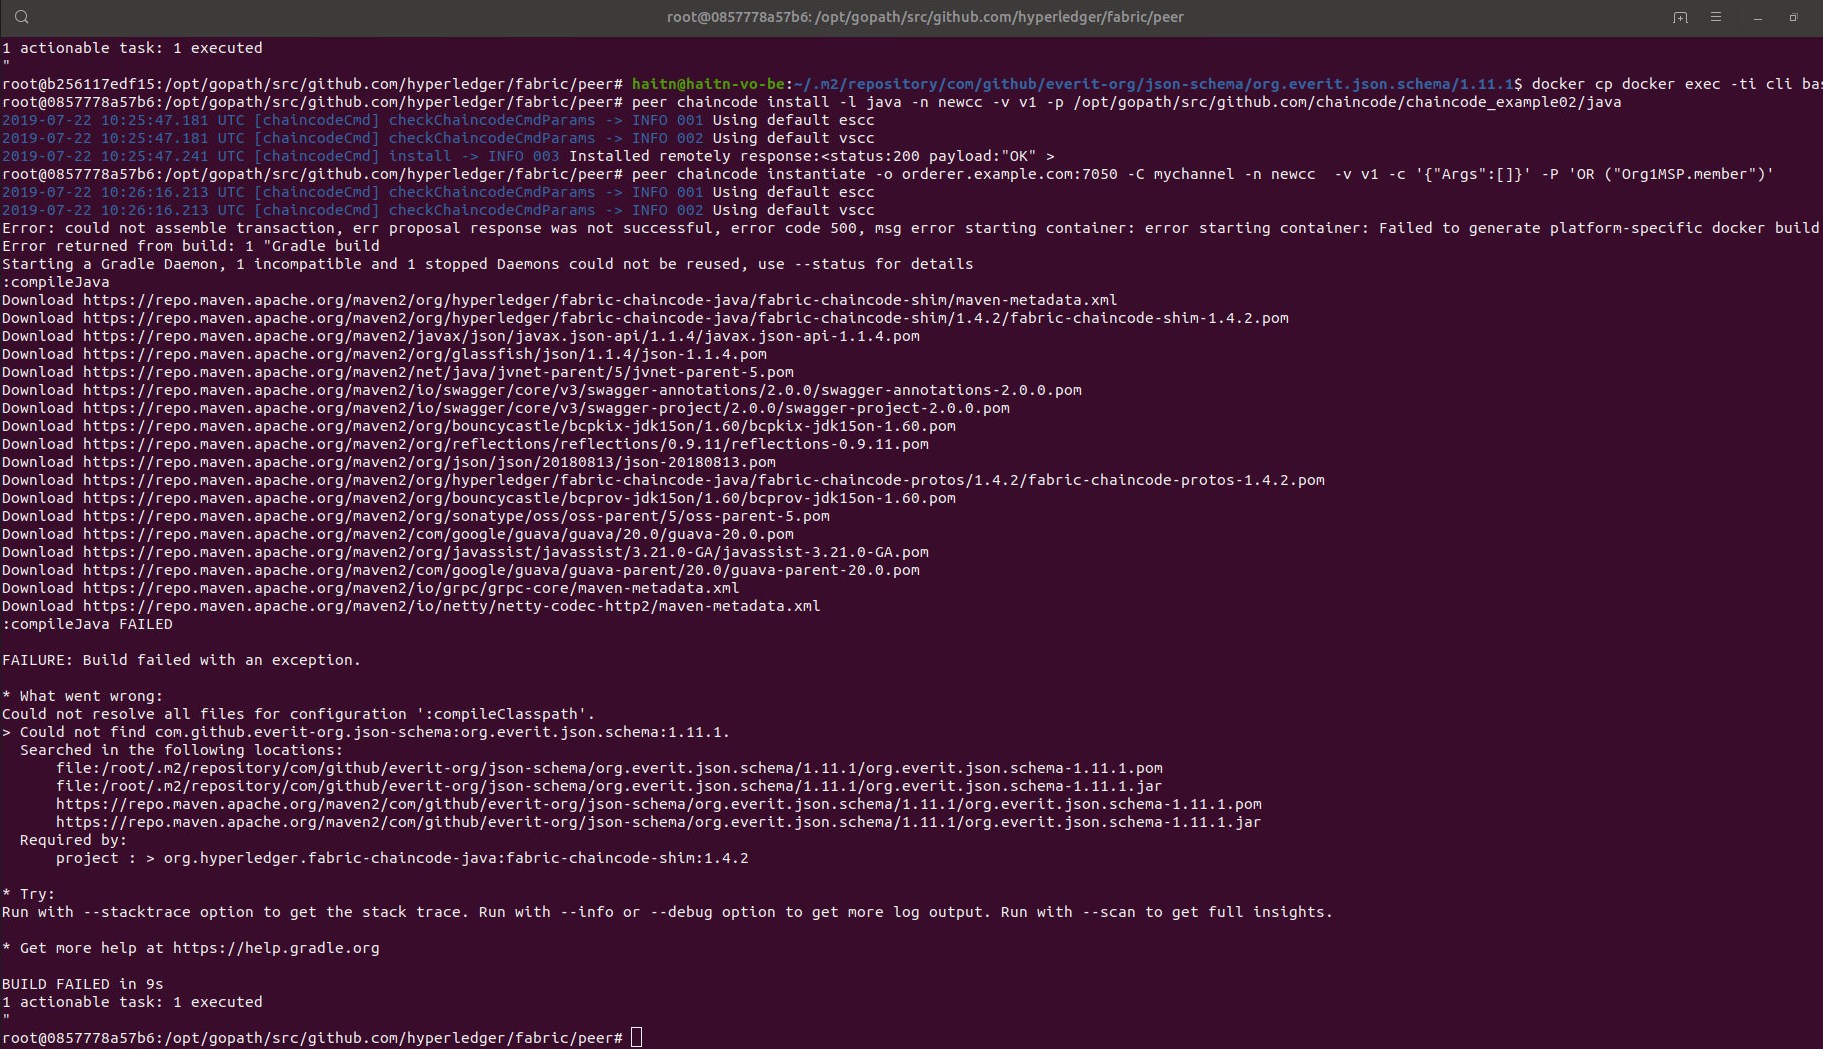 root@0857778a57b6: /opt/gopath/src/github.com/hyperledger/fabric/peer
1 actionable task: 1 executed
"
root@b256117edf15:/opt/gopath/src/github.com/hyperledger/fabric/peer# haitn@haitn-vo-be:~/.m2/repository/com/github/everit-org/json-schema/org.everit.json.schema/1.11.1$ docker cp docker exec -ti cli bas
root@0857778a57b6:/opt/gopath/src/github.com/hyperledger/fabric/peer# peer chaincode install -l java -n newcc -v v1 -p /opt/gopath/src/github.com/chaincode/chaincode_example02/java
2019-07-22 10:25:47.181 UTC [chaincodeCmd] checkChaincodeCmdParams -> INFO 001 Using default escc
2019-07-22 10:25:47.181 UTC [chaincodeCmd] checkChaincodeCmdParams -> INFO 002 Using default vscc
2019-07-22 10:25:47.241 UTC [chaincodeCmd] install -> INFO 003 Installed remotely response:<status:200 payload:"OK" >
root@0857778a57b6:/opt/gopath/src/github.com/hyperledger/fabric/peer# peer chaincode instantiate -o orderer.example.com:7050 -C mychannel -n newcc  -v v1 -c '{"Args":[]}' -P 'OR ("Org1MSP.member")'
2019-07-22 10:26:16.213 UTC [chaincodeCmd] checkChaincodeCmdParams -> INFO 001 Using default escc
2019-07-22 10:26:16.213 UTC [chaincodeCmd] checkChaincodeCmdParams -> INFO 002 Using default vscc
Error: could not assemble transaction, err proposal response was not successful, error code 500, msg error starting container: error starting container: Failed to generate platform-specific docker build
Error returned from build: 1 "Gradle build
Starting a Gradle Daemon, 1 incompatible and 1 stopped Daemons could not be reused, use --status for details
:compileJava
Download https://repo.maven.apache.org/maven2/org/hyperledger/fabric-chaincode-java/fabric-chaincode-shim/maven-metadata.xml
Download https://repo.maven.apache.org/maven2/org/hyperledger/fabric-chaincode-java/fabric-chaincode-shim/1.4.2/fabric-chaincode-shim-1.4.2.pom
Download https://repo.maven.apache.org/maven2/javax/json/javax.json-api/1.1.4/javax.json-api-1.1.4.pom
Download https://repo.maven.apache.org/maven2/org/glassfish/json/1.1.4/json-1.1.4.pom
Download https://repo.maven.apache.org/maven2/net/java/jvnet-parent/5/jvnet-parent-5.pom
Download https://repo.maven.apache.org/maven2/io/swagger/core/v3/swagger-annotations/2.0.0/swagger-annotations-2.0.0.pom
Download https://repo.maven.apache.org/maven2/io/swagger/core/v3/swagger-project/2.0.0/swagger-project-2.0.0.pom
Download https://repo.maven.apache.org/maven2/org/bouncycastle/bcpkix-jdk15on/1.60/bcpkix-jdk15on-1.60.pom
Download https://repo.maven.apache.org/maven2/org/reflections/reflections/0.9.11/reflections-0.9.11.pom
Download https://repo.maven.apache.org/maven2/org/json/json/20180813/json-20180813.pom
Download https://repo.maven.apache.org/maven2/org/hyperledger/fabric-chaincode-java/fabric-chaincode-protos/1.4.2/fabric-chaincode-protos-1.4.2.pom
Download https://repo.maven.apache.org/maven2/org/bouncycastle/bcprov-jdk15on/1.60/bcprov-jdk15on-1.60.pom
Download https://repo.maven.apache.org/maven2/org/sonatype/oss/oss-parent/5/oss-parent-5.pom
Download https://repo.maven.apache.org/maven2/com/google/guava/guava/20.0/guava-20.0.pom
Download https://repo.maven.apache.org/maven2/org/javassist/javassist/3.21.0-GA/javassist-3.21.0-GA.pom
Download https://repo.maven.apache.org/maven2/com/google/guava/guava-parent/20.0/guava-parent-20.0.pom
Download https://repo.maven.apache.org/maven2/io/grpc/grpc-core/maven-metadata.xml
Download https://repo.maven.apache.org/maven2/io/netty/netty-codec-http2/maven-metadata.xml
:compileJava FAILED
FAILURE: Build failed with an exception.
* What went wrong:
Could not resolve all files for configuration ':compileClasspath'.
> Could not find com.github.everit-org.json-schema:org.everit.json.schema:1.11.1.
Searched in the following locations:
file:/root/.m2/repository/com/github/everit-org/json-schema/org.everit.json.schema/1.11.1/org.everit.json.schema-1.11.1.pom
file:/root/.m2/repository/com/github/everit-org/json-schema/org.everit.json.schema/1.11.1/org.everit.json.schema-1.11.1.jar
https://repo.maven.apache.org/maven2/com/github/everit-org/json-schema/org.everit.json.schema/1.11.1/org.everit.json.schema-1.11.1.pom
https://repo.maven.apache.org/maven2/com/github/everit-org/json-schema/org.everit.json.schema/1.11.1/org.everit.json.schema-1.11.1.jar
Required by:
project : > org.hyperledger.fabric-chaincode-java:fabric-chaincode-shim:1.4.2
* Try:
Run with --stacktrace option to get the stack trace. Run with --info or --debug option to get more log output. Run with --scan to get full insights.
* Get more help at https://help.gradle.org
BUILD FAILED in 9s
1 actionable task: 1 executed
"
root@0857778a57b6:/opt/gopath/src/github.com/hyperledger/fabric/peer#